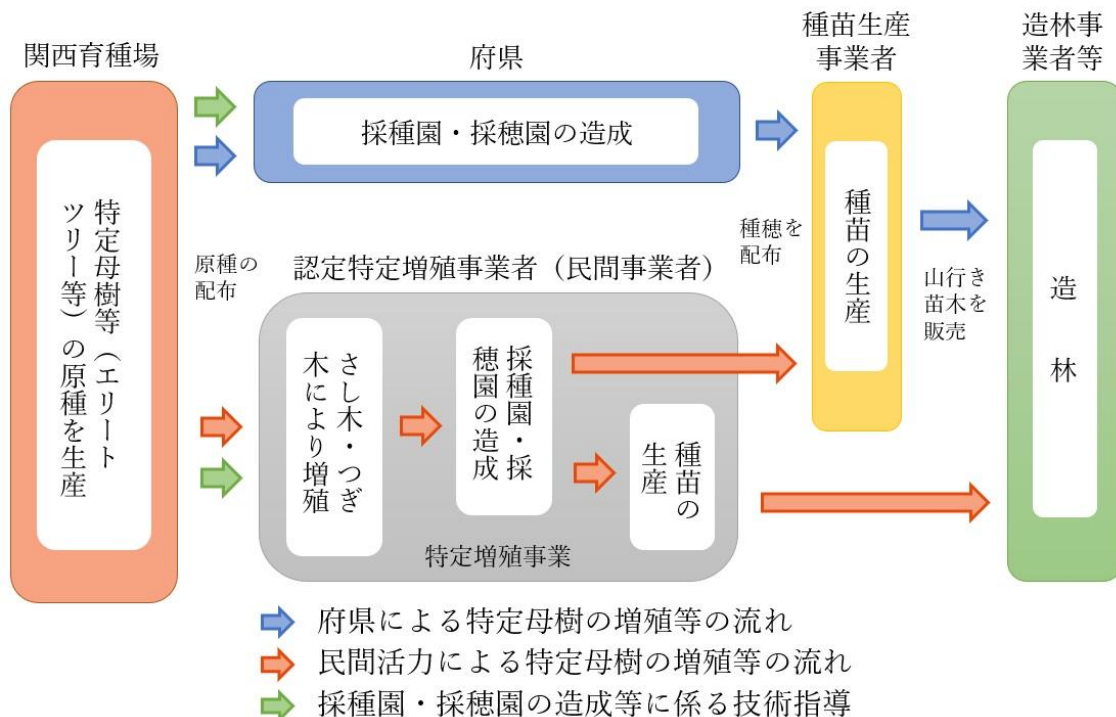 関西育種場
特定母樹等（エリート
ツリー等）の原種を生産
原種の
配布
府県
採種園・採穂園の造成
認定特定増殖事業者（民間事業者）
さし木・つぎ
木により増殖
採種園・採
穂園の造成
種苗の
生産
特定増殖事業
種穂を
配布
種苗生産
事業者
種苗の生産
山行き
苗木を
販売
造林事
業者等
造林
府県による特定母樹の増殖等の流れ
民間活力による特定母樹の増殖等の流れ
採種園・採穂園の造成等に係る技術指導